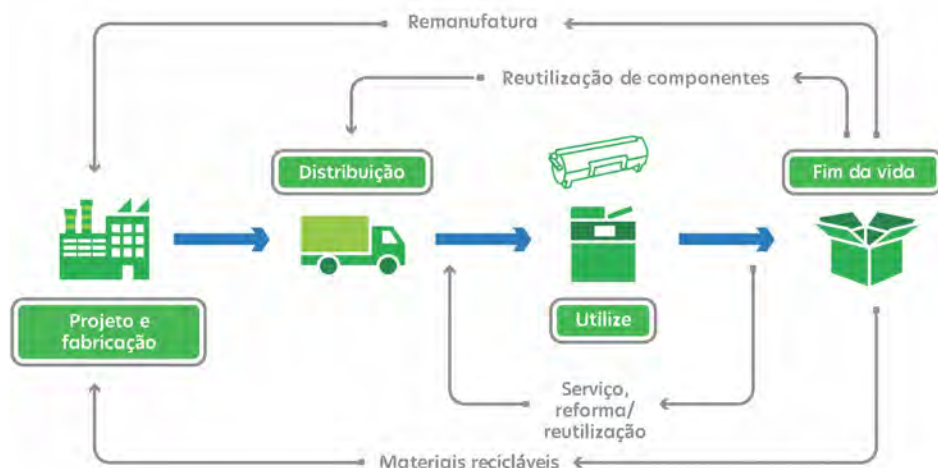 Remanufatura
Reutilização de componentes
Distribuição
Fim da vida
Projeto e
fabricação
Utilize
Serviço,
reforma/
reutilização
Materiais recicláveis